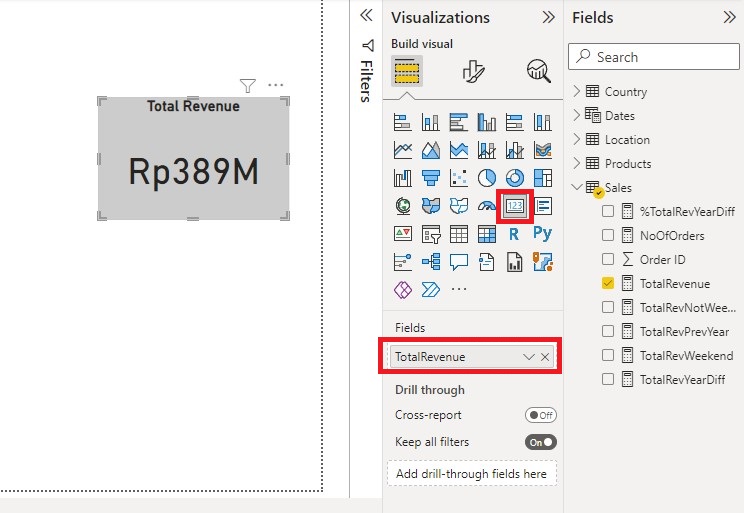 Total Revenue
Rp389M
Filters
Visualizations
Build visual
123
R
Py
...
Fields
TotalRevenue
Drill through
Cross-report
Off
Keep all filters
On
Add drill-through fields here
Fields
Search
Country
Dates
Location
Products
Sales
%TotalRevYearDiff
NoOfOrders
Order ID
TotalRevenue
TotalRevNotWee...
TotalRevPrevYear
TotalRevWeekend
TotalRevYearDiff